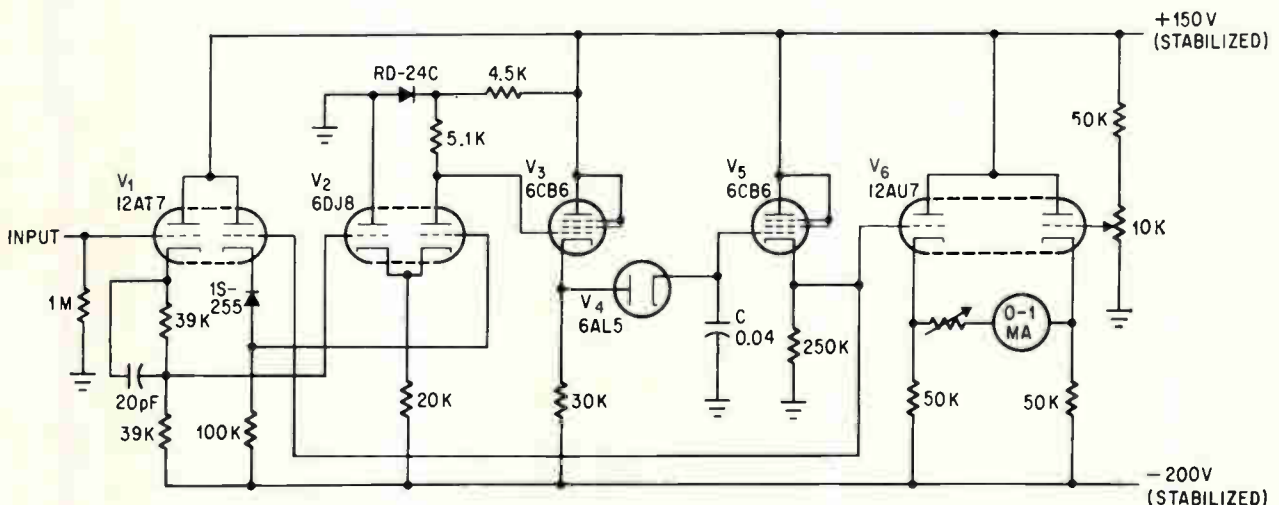 +150V
(STABILIZED)
RD-24C
4.5K
5.1K
50K
V1
12AT7
V2
6DJ8
V3
6CB6
V5
6CB6
V6
12AU7
INPUT
10K
1M
39K
1S-
255
V4
6AL5
C
0.04
0-1
MA
250K
20pF
39K
100K
20K
30K
50K
50K
-200V
(STABILIZED)